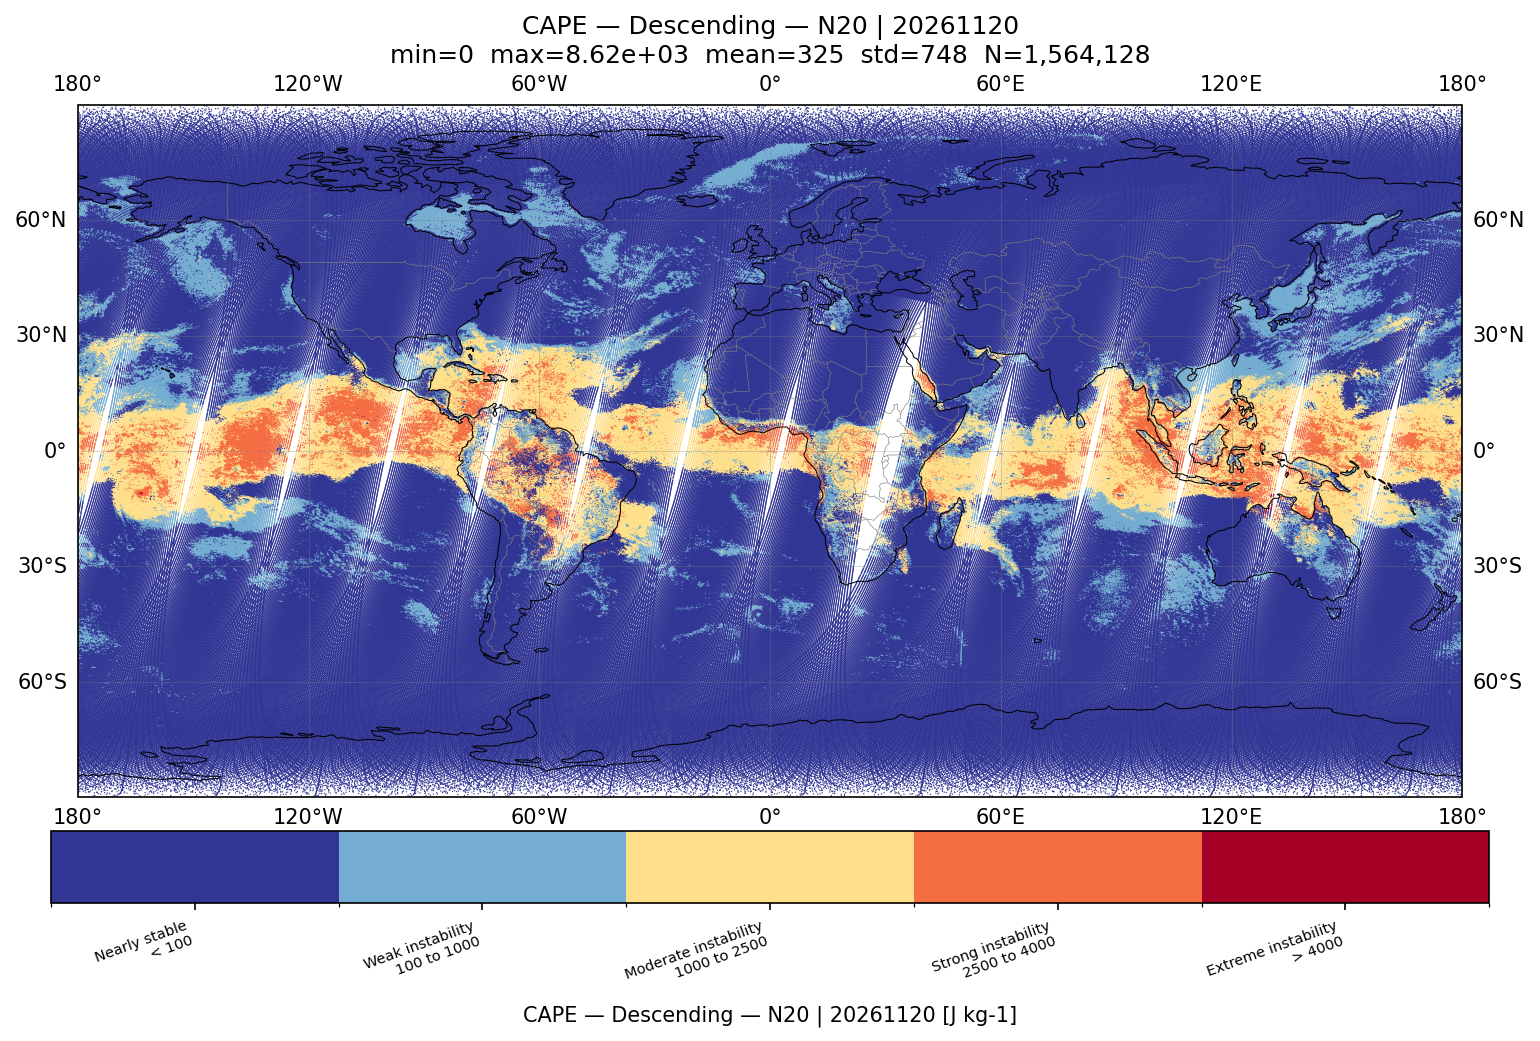 CAPE — Descending — N20 | 20261120
min=0 max=8.62e+03 mean=325 std=748 N=1,564,128
180° 120°W 60°W 0° 60°E 120°E 180°
60°N 60°N
30°N 30°N
0° 0°
30°S 30°S
60°S 60°S
180° 120°W 60°W 0° 60°E 120°E 180°
Nearly stable
< 100
Weak instability
100 to 1000
Moderate instability
1000 to 2500
Strong instability
2500 to 4000
Extreme instability
> 4000
CAPE — Descending — N20 | 20261120 [J kg-1]